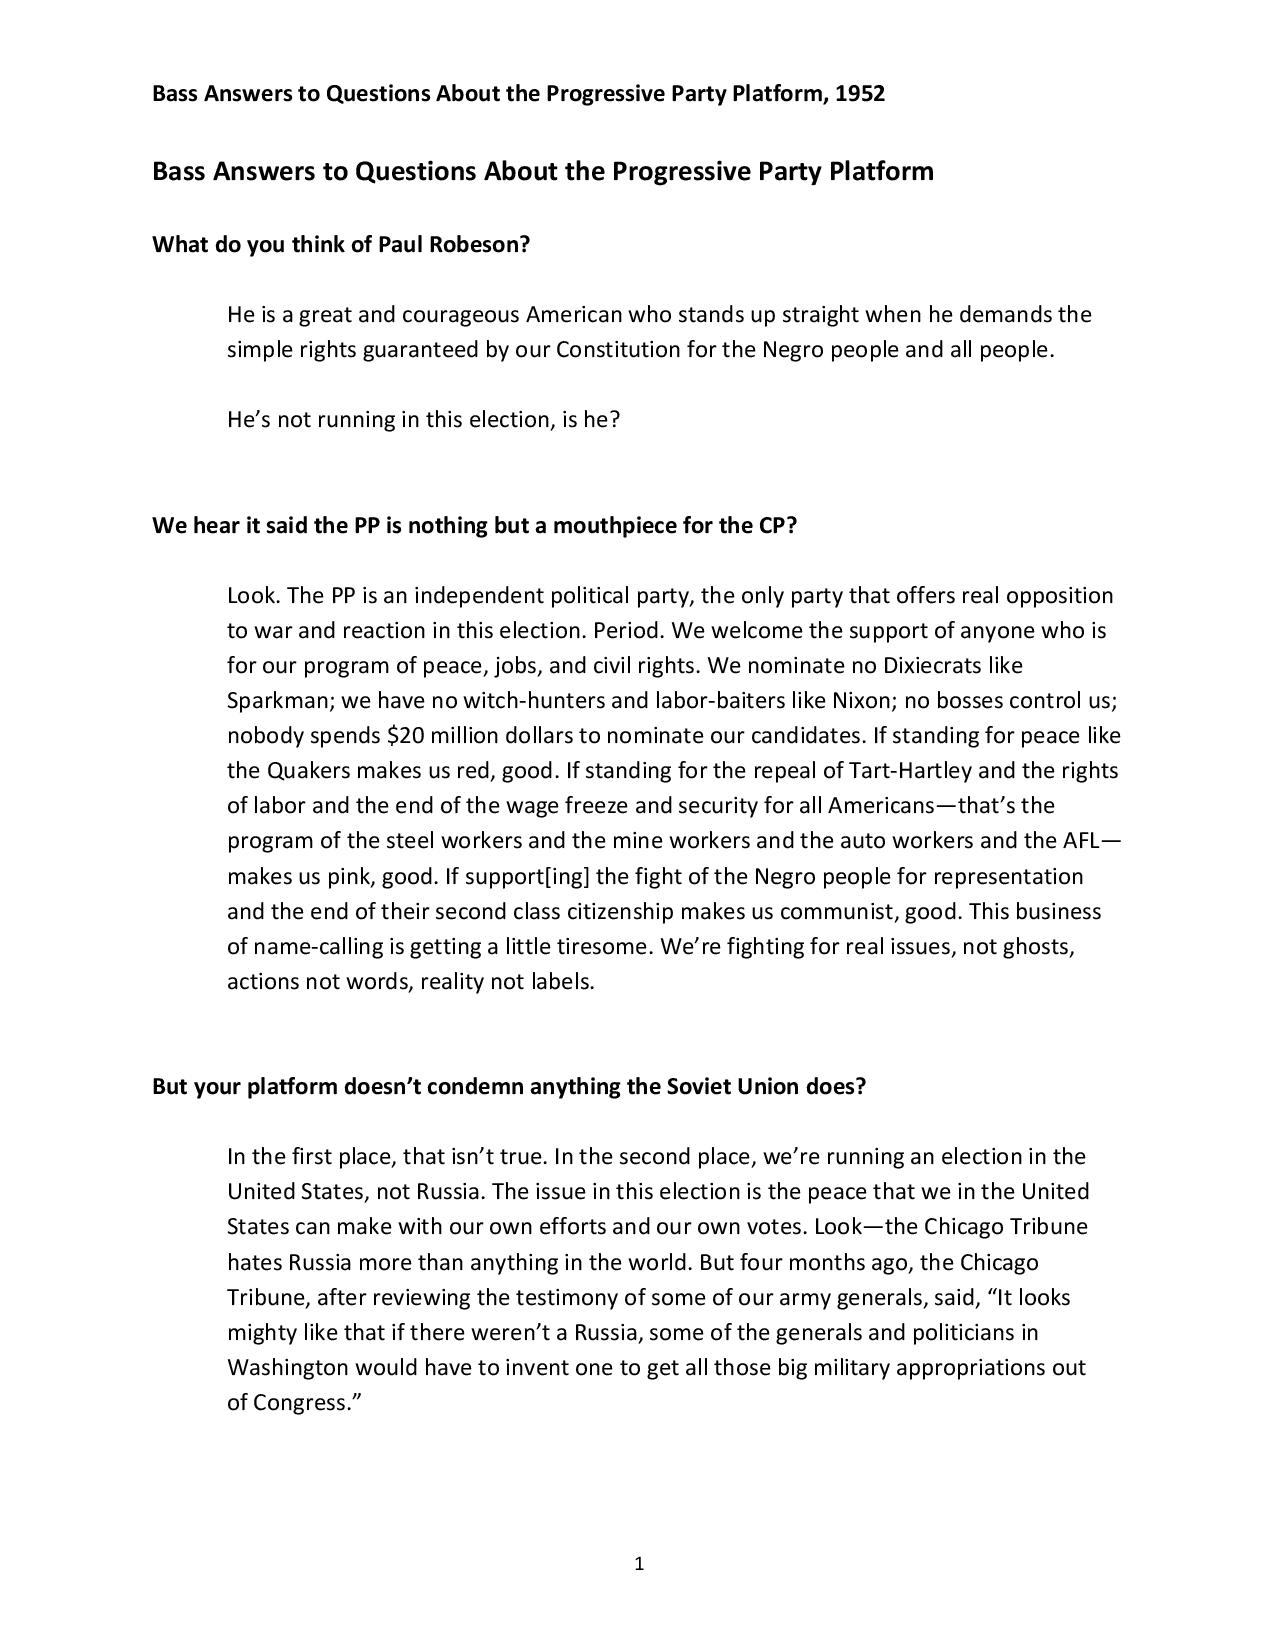 Bass Answers to Questions About the Progressive Party Platform, 1952
Bass Answers to Questions About the Progressive Party Platform
What do you think of Paul Robeson?
He is a great and courageous American who stands up straight when he demands the
simple rights guaranteed by our Constitution for the Negro people and all people.
He’s not running in this election, is he?
We hear it said the PP is nothing but a mouthpiece for the CP?
Look. The PP is an independent political party, the only party that offers real opposition
to war and reaction in this election. Period. We welcome the support of anyone who is
for our program of peace, jobs, and civil rights. We nominate no Dixiecrats like
Sparkman; we have no witch-hunters and labor-baiters like Nixon; no bosses control us;
nobody spends $20 million dollars to nominate our candidates. If standing for peace like
the Quakers makes us red, good. If standing for the repeal of Tart-Hartley and the rights
of labor and the end of the wage freeze and security for all Americans—that’s the
program of the steel workers and the mine workers and the auto workers and the AFL—
makes us pink, good. If support[ing] the fight of the Negro people for representation
and the end of their second class citizenship makes us communist, good. This business
of name-calling is getting a little tiresome. We’re fighting for real issues, not ghosts,
actions not words, reality not labels.
But your platform doesn’t condemn anything the Soviet Union does?
In the first place, that isn’t true. In the second place, we’re running an election in the
United States, not Russia. The issue in this election is the peace that we in the United
States can make with our own efforts and our own votes. Look—the Chicago Tribune
hates Russia more than anything in the world. But four months ago, the Chicago
Tribune, after reviewing the testimony of some of our army generals, said, “It looks
mighty like that if there weren’t a Russia, some of the generals and politicians in
Washington would have to invent one to get all those big military appropriations out
of Congress.”
1